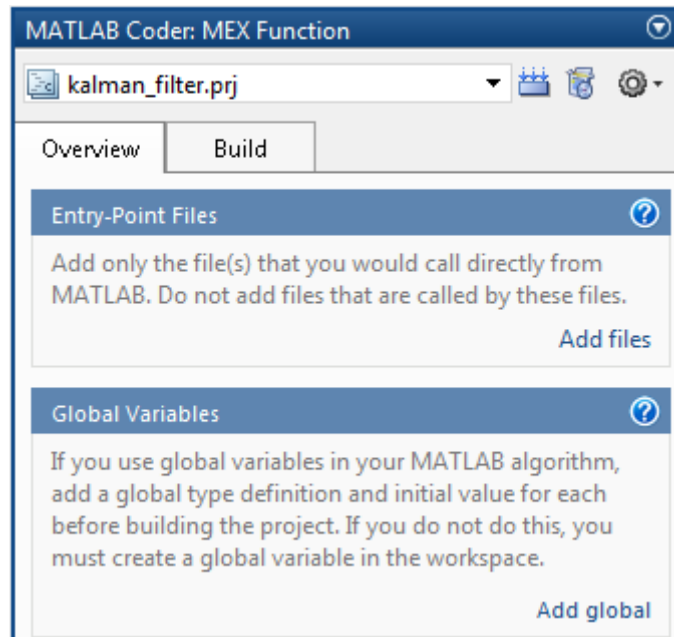 MATLAB Coder: MEX Function
kalman_filter.prj
Overview
Build
Entry-Point Files
Add only the file(s) that you would call directly from
MATLAB. Do not add files that are called by these files.
Add files
Global Variables
If you use global variables in your MATLAB algorithm,
add a global type definition and initial value for each
before building the project. If you do not do this, you
must create a global variable in the workspace.
Add global